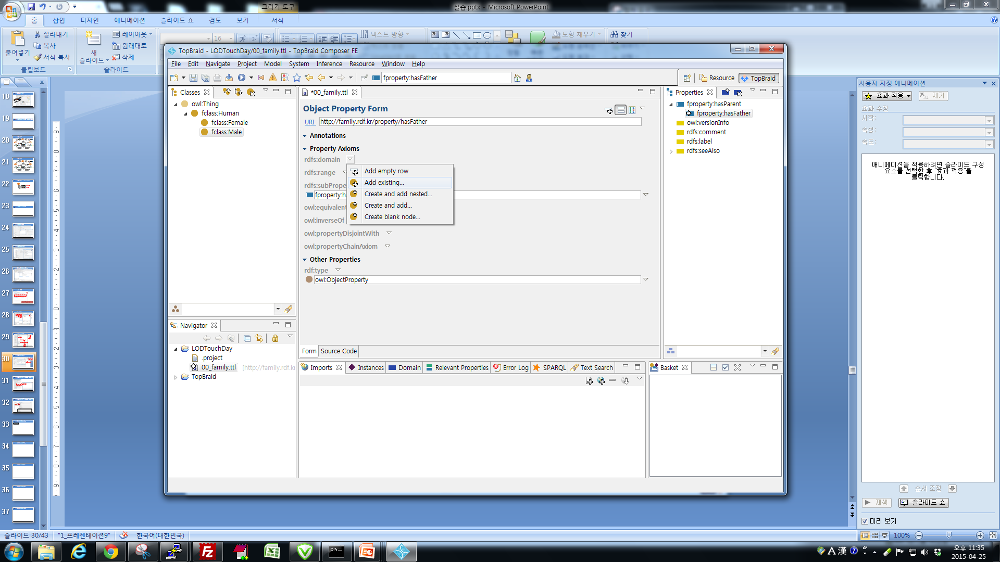 그리기 도구
실습.pptx - Microsoft PowerPoint
홈 삽입 디자인 애니메이션 슬라이드 쇼 검토 보기 서식
붙여넣기
잘라내기
복사
서식 복사
클립보드
새 슬라이드
레이아웃
원래대로
삭제
슬라이드
16
텍스트 방향
도형 채우기
찾기
TopBraid - LODTouchDay/00_family.ttl - TopBraid Composer FE
File Edit Navigate Project Model System Inference Resource Window Help
fproperty:hasFather
Resource TopBraid
Classes
owl:Thing
fclass:Human
fclass:Female
fclass:Male
*00_family.ttl
Object Property Form
URI: http://family.rdf.kr/property/hasFather
Annotations
Property Axioms
rdfs:domain
rdfs:range
rdfs:subPrope
fproperty:h
owl:equivalent
owl:inverseOf
owl:propertyDisjointWith
owl:propertyChainAxiom
Other Properties
rdf:type
owl:ObjectProperty
Add empty row
Add existing...
Create and add nested...
Create and add...
Create blank node...
Form Source Code
Properties
fproperty:hasParent
fproperty:hasFather
owl:versionInfo
rdfs:comment
rdfs:label
rdfs:seeAlso
Navigator
LODTouchDay
.project
00_family.ttl [http://family.rdf.k
TopBraid
Imports Instances Domain Relevant Properties Error Log SPARQL Text Search
Basket
사용자 지정 애니메이션
효과 적용 제거
효과 수정
시작:
속성:
속도:
애니메이션을 적용하려면 슬라이드 구성
요소를 선택한 후 "효과 적용"을
클릭합니다.
순서 조정
재생 슬라이드 쇼
미리 보기
18
19
20
21
22
23
24
25
26
27
28
29
30
31
32
33
34
35
36
37
슬라이드 30/43 "1_프레젠테이션9" 한국어(대한민국)
100%
A 漢
오후 11:35
2015-04-25